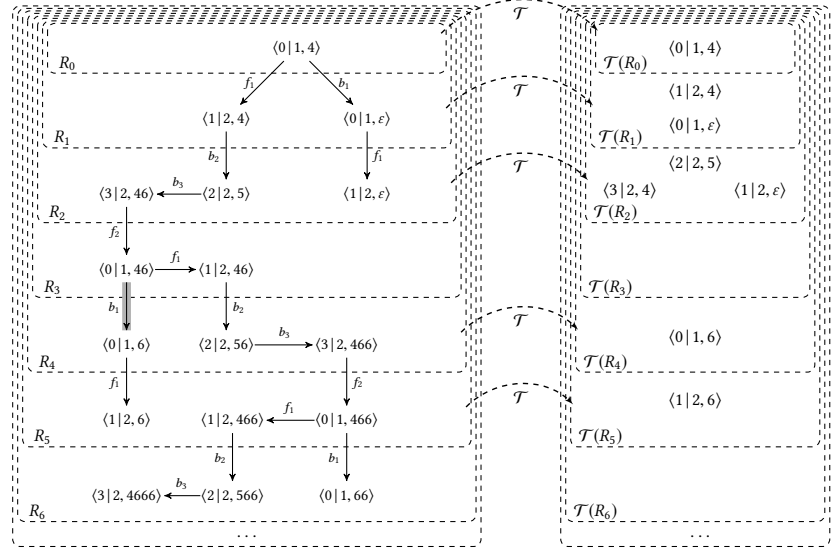 ⟨0 | 1, 4⟩ 𝒯 ⟨0 | 1, 4⟩
R₀ 𝒯(R₀)
f₁ b₁ ⟨1 | 2, 4⟩
𝒯
⟨1 | 2, 4⟩ ⟨0 | 1, ε⟩ ⟨0 | 1, ε⟩
R₁ 𝒯(R₁)
b₂ f₁ 𝒯 ⟨2 | 2, 5⟩
⟨3 | 2, 46⟩ b₃ ⟨2 | 2, 5⟩ ⟨1 | 2, ε⟩ ⟨3 | 2, 4⟩ ⟨1 | 2, ε⟩
R₂ 𝒯(R₂)
f₂
⟨0 | 1, 46⟩ f₁ ⟨1 | 2, 46⟩
R₃ 𝒯(R₃)
b₁ b₂ 𝒯
⟨0 | 1, 6⟩ ⟨2 | 2, 56⟩ b₃ ⟨3 | 2, 466⟩ ⟨0 | 1, 6⟩
R₄ 𝒯(R₄)
f₁ f₂ 𝒯 ⟨1 | 2, 6⟩
⟨1 | 2, 6⟩ ⟨1 | 2, 466⟩ f₁ ⟨0 | 1, 466⟩
R₅ 𝒯(R₅)
b₂ b₁
⟨3 | 2, 4666⟩ b₃ ⟨2 | 2, 566⟩ ⟨0 | 1, 66⟩
R₆ 𝒯(R₆)
... ...